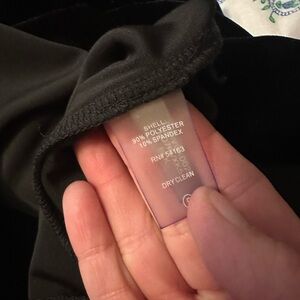 SHELL:
90% POLYESTER
10% SPANDEX
RN# 54163
DRY CLEAN